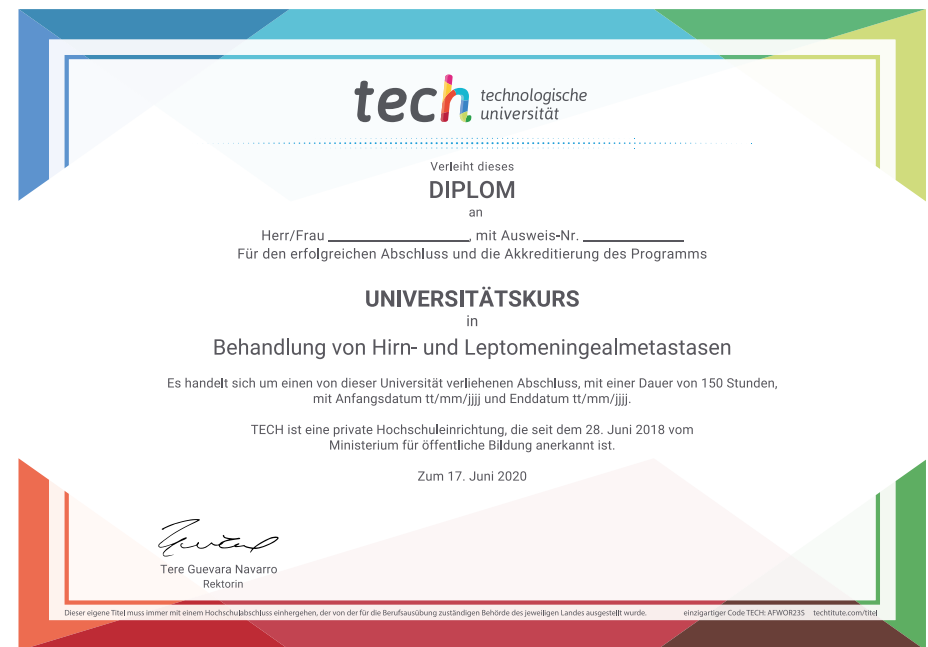 tech technologische
universität
Verleiht dieses
DIPLOM
an
Herr/Frau ____________________, mit Ausweis-Nr. ______________
Für den erfolgreichen Abschluss und die Akkreditierung des Programms
UNIVERSITÄTSKURS
in
Behandlung von Hirn- und Leptomeningealmetastasen
Es handelt sich um einen von dieser Universität verliehenen Abschluss, mit einer Dauer von 150 Stunden,
mit Anfangsdatum tt/mm/jjjj und Enddatum tt/mm/jjjj.
TECH ist eine private Hochschuleinrichtung, die seit dem 28. Juni 2018 vom
Ministerium für öffentliche Bildung anerkannt ist.
Zum 17. Juni 2020
Tere Guevara Navarro
Rektorin
Dieser eigene Titel muss immer mit einem Hochschulabschluss einhergehen, der von der für die Berufsausübung zuständigen Behörde des jeweiligen Landes ausgestellt wurde. einzigartiger Code TECH: AFWOR23S techtitute.com/titel